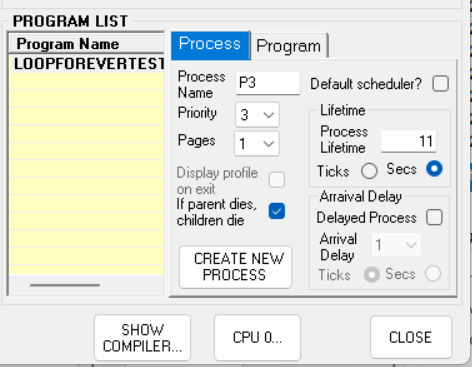 PROGRAM LIST
Program Name
LOOPFOREVERTEST
Process Program
Process Name P3
Default scheduler?
Priority 3
Pages 1
Display profile on exit
If parent dies, children die
CREATE NEW PROCESS
Lifetime
Process Lifetime 11
Ticks Secs
Arraival Delay
Delayed Process
Arrival Delay 1
Ticks Secs
SHOW COMPILER...
CPU 0...
CLOSE